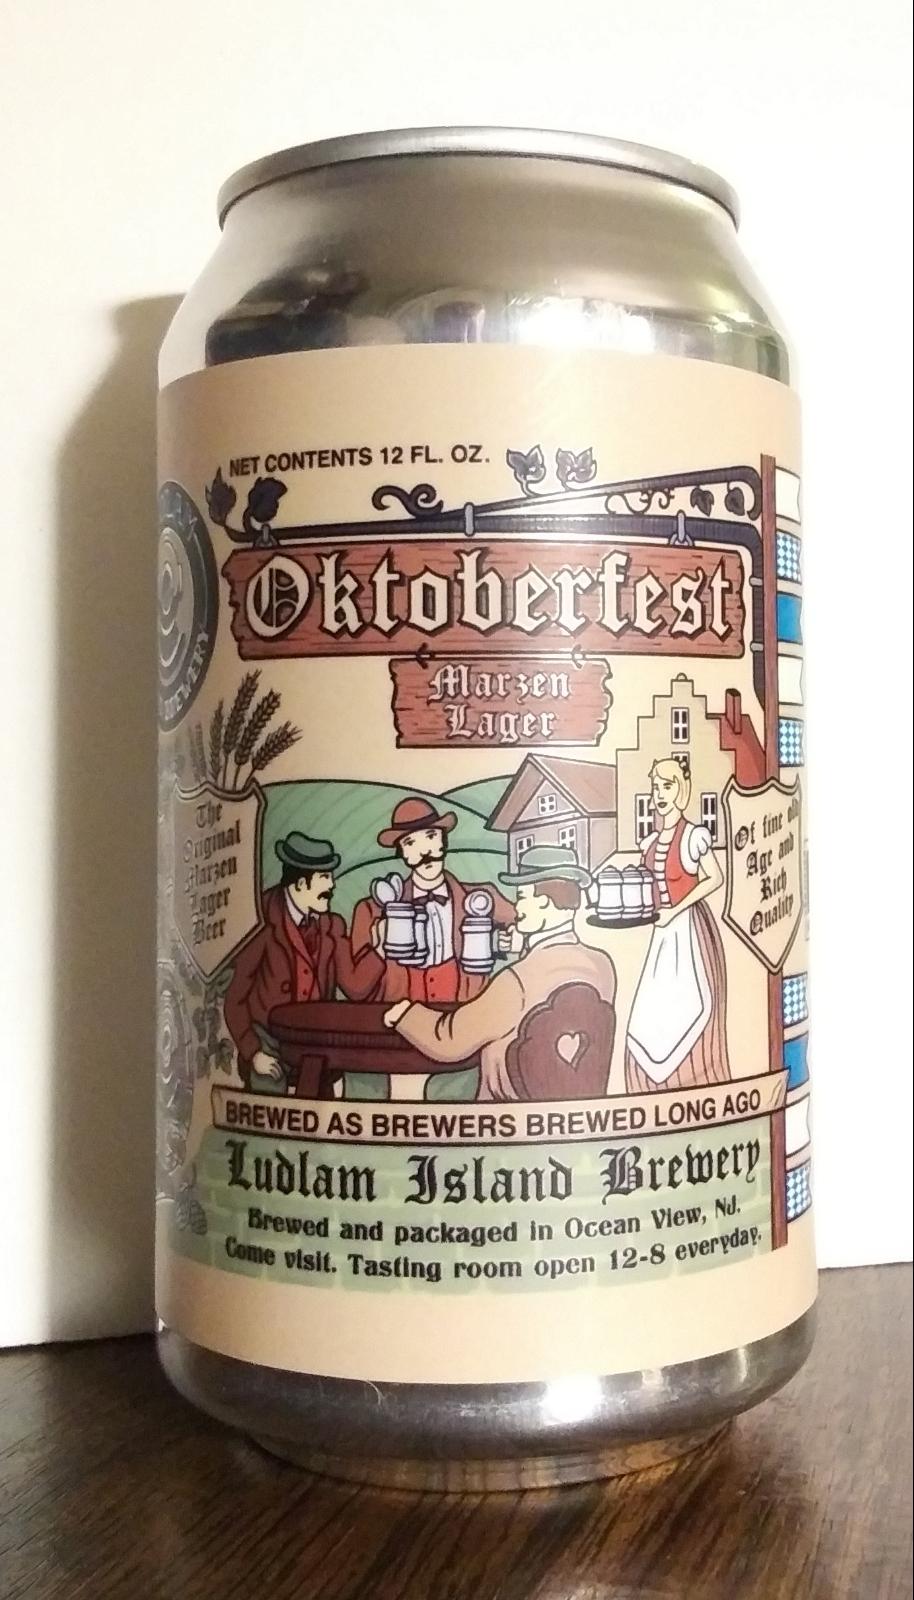 NET CONTENTS 12 FL. OZ.
Oktoberfest
Marzen
Lager
BREWERY
The
Original
Marzen
Lager
Beer
Of fine old
Age and
Rich
Quality
BREWED AS BREWERS BREWED LONG AGO
Ludlam Island Brewery
Brewed and packaged in Ocean View, NJ.
Come visit. Tasting room open 12-8 everyday.